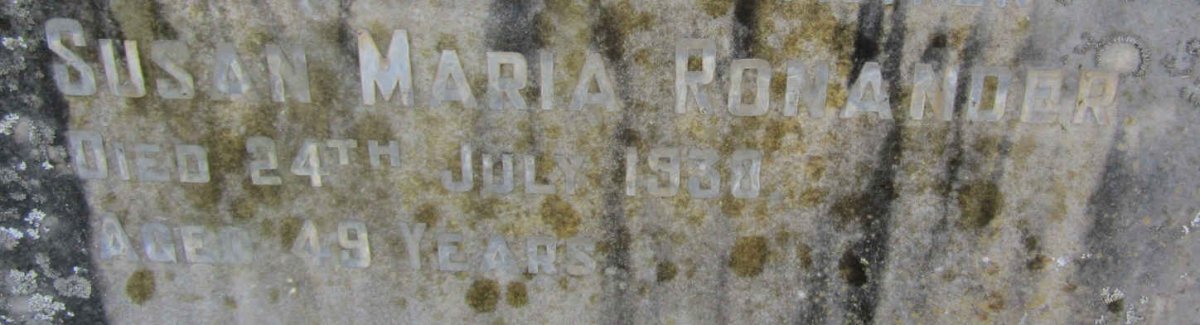 SUSAN MARIA RONANDER
DIED 24TH JULY 1930
AGED 49 YEARS.